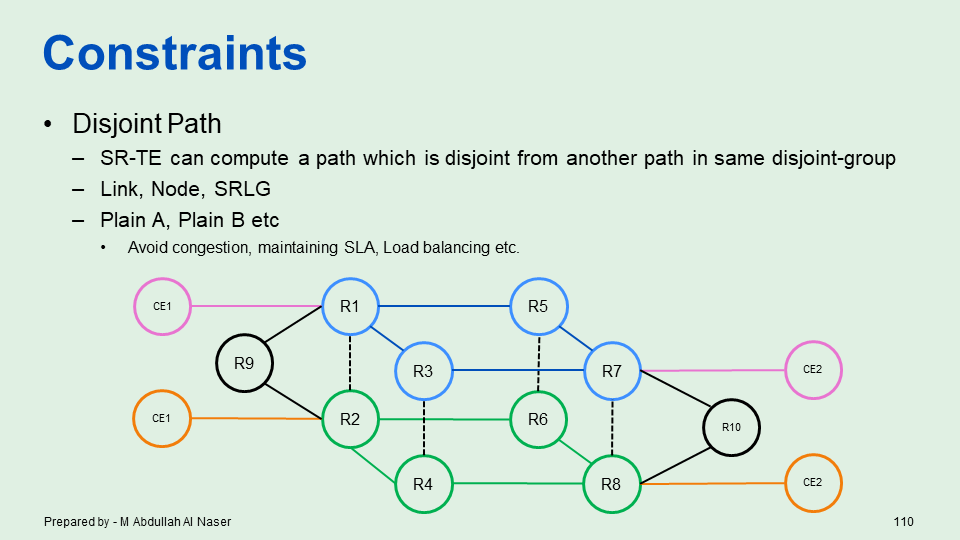 Constraints
• Disjoint Path
– SR-TE can compute a path which is disjoint from another path in same disjoint-group
– Link, Node, SRLG
– Plain A, Plain B etc
• Avoid congestion, maintaining SLA, Load balancing etc.
CE1
R1
R5
R9
R3
R7
CE2
CE1
R2
R6
R10
R4
R8
CE2
Prepared by - M Abdullah Al Naser
110